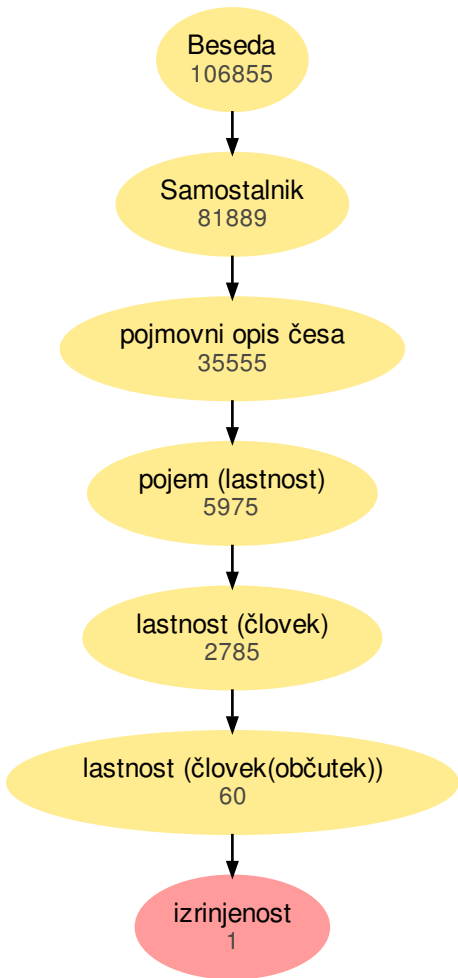 Beseda
106855
Samostalnik
81889
pojmovni opis česa
35555
pojem (lastnost)
5975
lastnost (človek)
2785
lastnost (človek(občutek))
60
izrinjenost
1